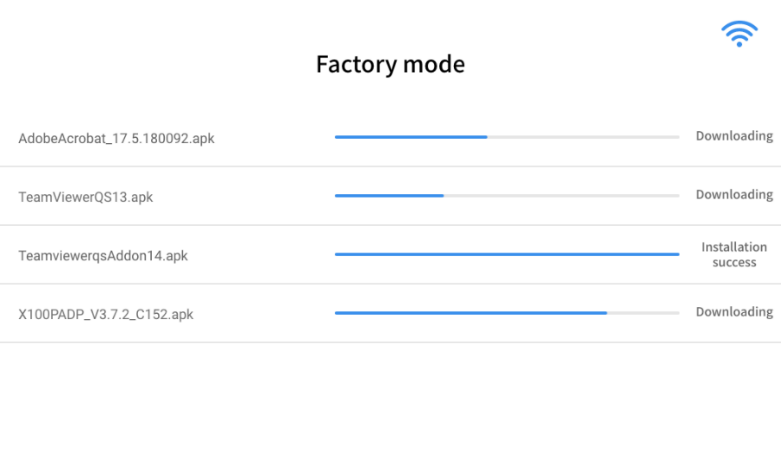 Factory mode
AdobeAcrobat_17.5.180092.apk
Downloading
TeamViewerQS13.apk
Downloading
TeamviewerqsAddon14.apk
Installation
success
X100PADP_V3.7.2_C152.apk
Downloading